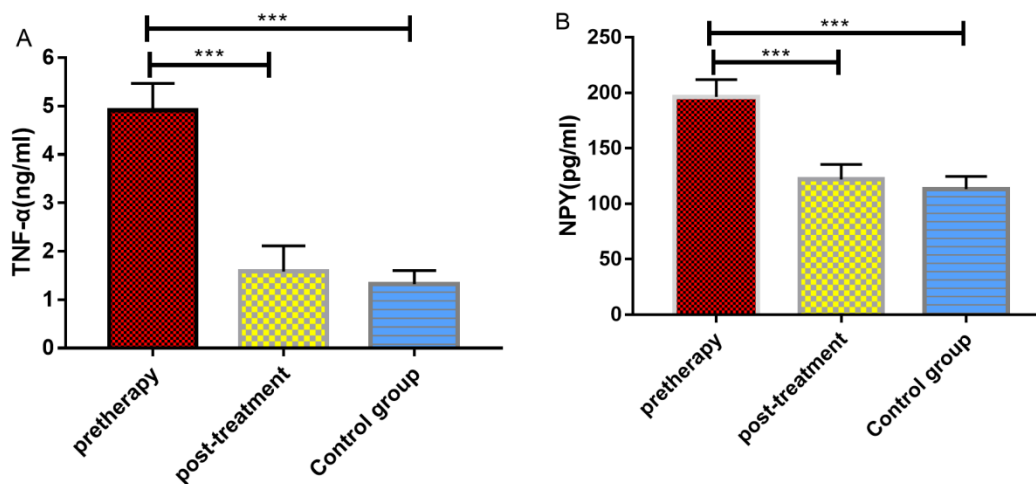 A
***
***
6
5
4
3
2
1
0
TNF-α(ng/ml)
pretherapy
post-treatment
Control group
B
***
***
250
200
150
100
50
0
NPY(pg/ml)
pretherapy
post-treatment
Control group